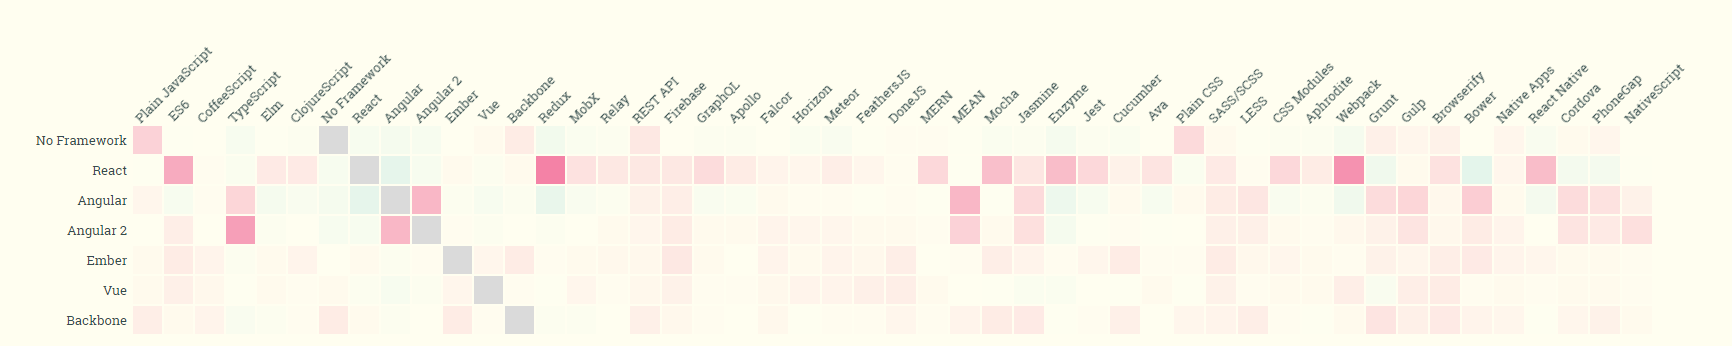 Plain JavaScript
ES6
CoffeeScript
TypeScript
Elm
ClojureScript
No Framework
React
Angular
Angular 2
Ember
Vue
Backbone
Redux
MobX
Relay
REST API
Firebase
GraphQL
Apollo
Falcor
Horizon
Meteor
FeathersJS
DoneJS
MERN
MEAN
Mocha
Jasmine
Enzyme
Jest
Cucumber
Ava
Plain CSS
SASS/SCSS
LESS
CSS Modules
Aphrodite
Webpack
Grunt
Gulp
Browserify
Bower
Native Apps
React Native
Cordova
PhoneGap
NativeScript
No Framework
React
Angular
Angular 2
Ember
Vue
Backbone